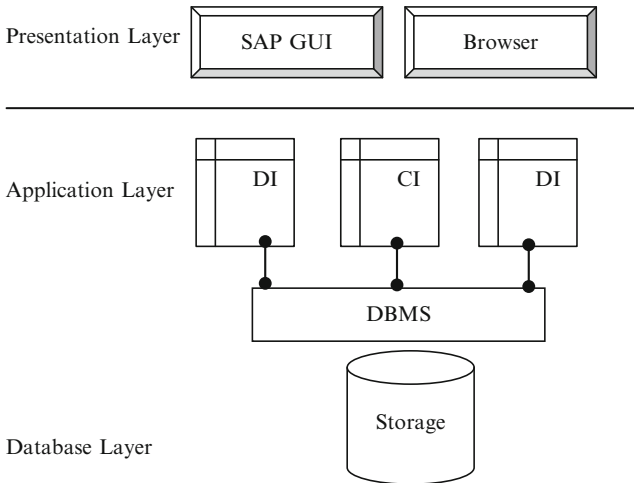 Presentation Layer
SAP GUI
Browser
Application Layer
DI
CI
DI
DBMS
Storage
Database Layer